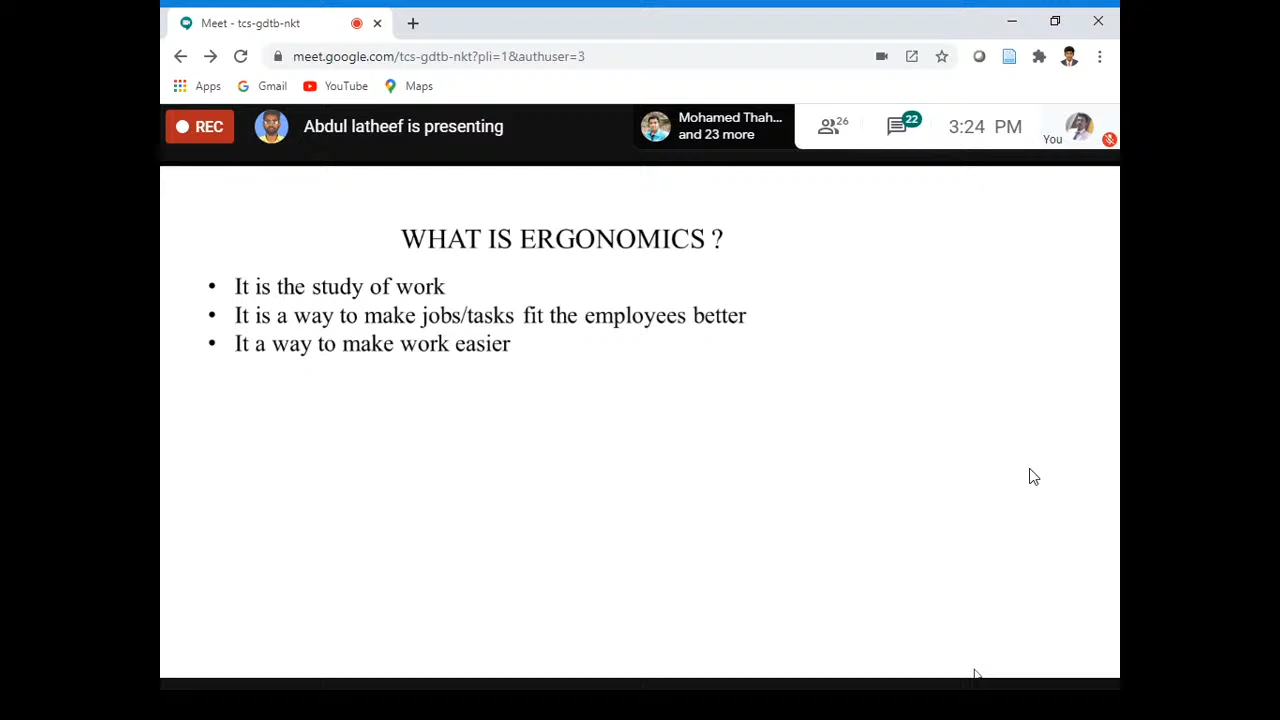 Meet - tcs-gdtb-nkt
meet.google.com/tcs-gdtb-nkt?pli=1&authuser=3
Apps Gmail YouTube Maps
REC Abdul latheef is presenting
Mohamed Thah...
and 23 more
26
22
3:24 PM
You
WHAT IS ERGONOMICS ?
• It is the study of work
• It is a way to make jobs/tasks fit the employees better
• It a way to make work easier